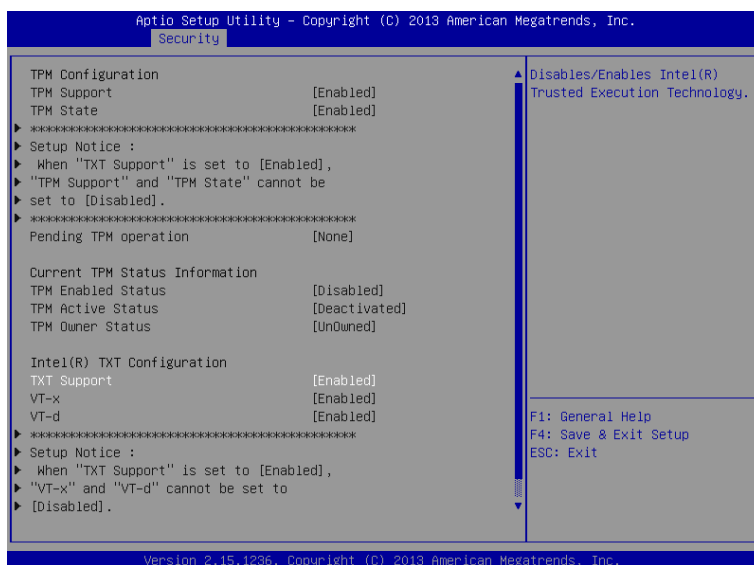 Aptio Setup Utility – Copyright (C) 2013 American Megatrends, Inc.
Security
TPM Configuration
TPM Support [Enabled]
TPM State [Enabled]
***********************************************
Setup Notice :
When "TXT Support" is set to [Enabled],
"TPM Support" and "TPM State" cannot be
set to [Disabled].
***********************************************
Pending TPM operation [None]
Current TPM Status Information
TPM Enabled Status [Disabled]
TPM Active Status [Deactivated]
TPM Owner Status [UnOwned]
Intel(R) TXT Configuration
TXT Support [Enabled]
VT-x [Enabled]
VT-d [Enabled]
***********************************************
Setup Notice :
When "TXT Support" is set to [Enabled],
"VT-x" and "VT-d" cannot be set to
[Disabled].
Disables/Enables Intel(R)
Trusted Execution Technology.
F1: General Help
F4: Save & Exit Setup
ESC: Exit
Version 2.15.1236. Copyright (C) 2013 American Megatrends, Inc.